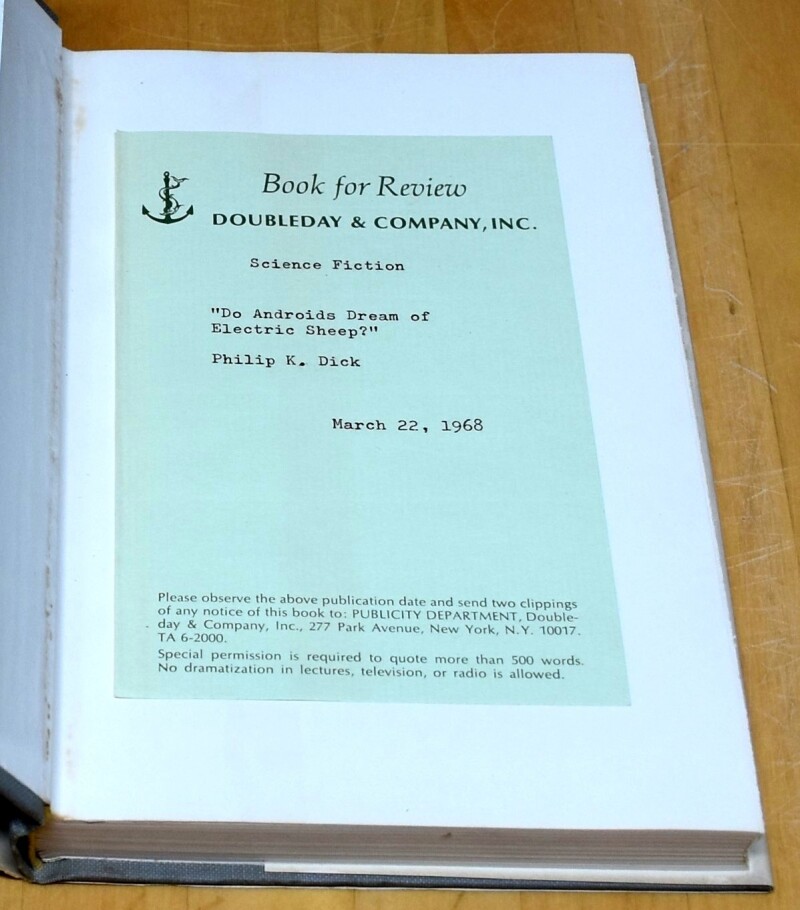 Book for Review
DOUBLEDAY & COMPANY, INC.
Science Fiction
"Do Androids Dream of
Electric Sheep?"
Philip K. Dick
March 22, 1968
Please observe the above publication date and send two clippings
of any notice of this book to: PUBLICITY DEPARTMENT, Double-
day & Company, Inc., 277 Park Avenue, New York, N.Y. 10017.
TA 6-2000.
Special permission is required to quote more than 500 words.
No dramatization in lectures, television, or radio is allowed.